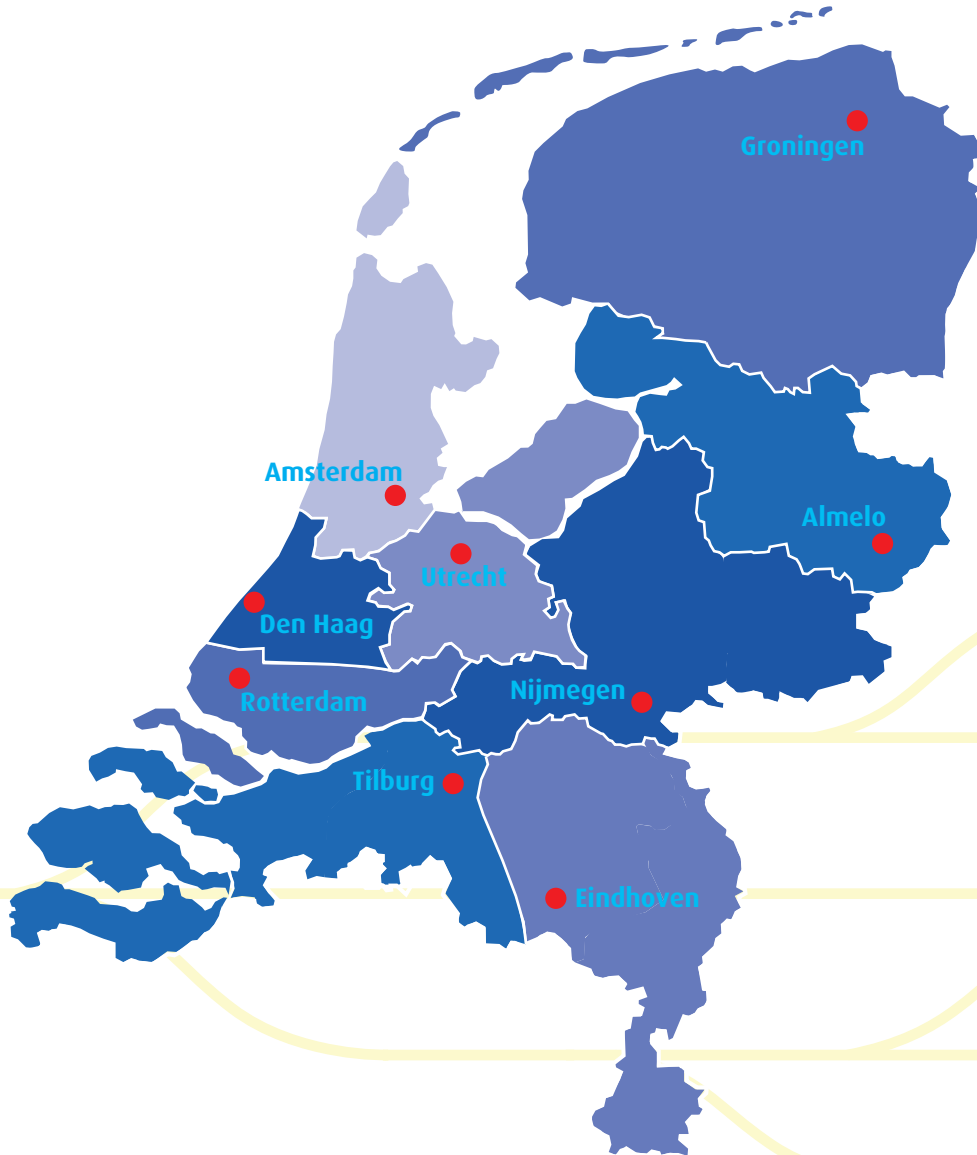 Groningen
Amsterdam
Almelo
Utrecht
Den Haag
Nijmegen
Rotterdam
Tilburg
Eindhoven